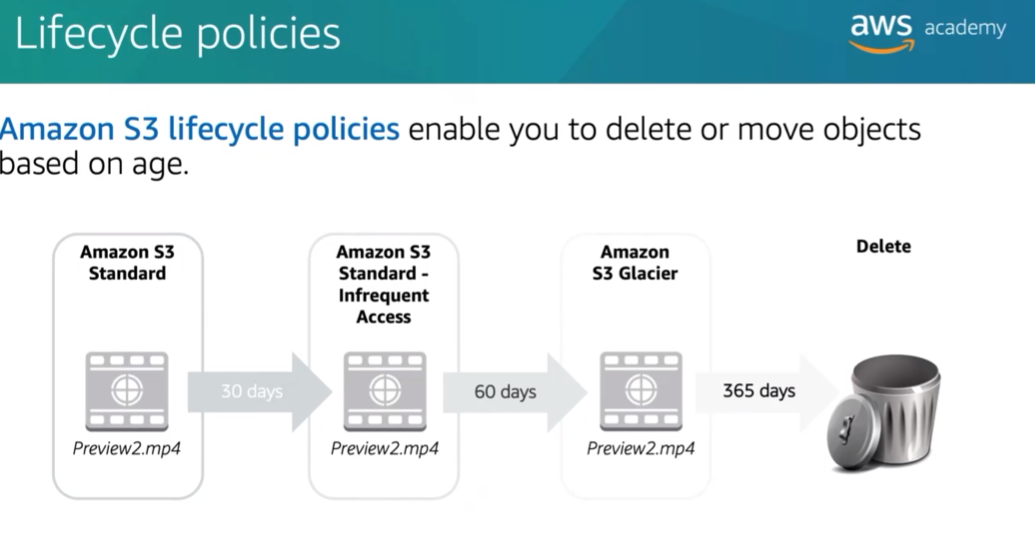 Lifecycle policies
aws academy
Amazon S3 lifecycle policies enable you to delete or move objects
based on age.
Amazon S3
Standard
Amazon S3
Standard -
Infrequent
Access
Amazon
S3 Glacier
Delete
30 days
60 days
365 days
Preview2.mp4
Preview2.mp4
Preview2.mp4